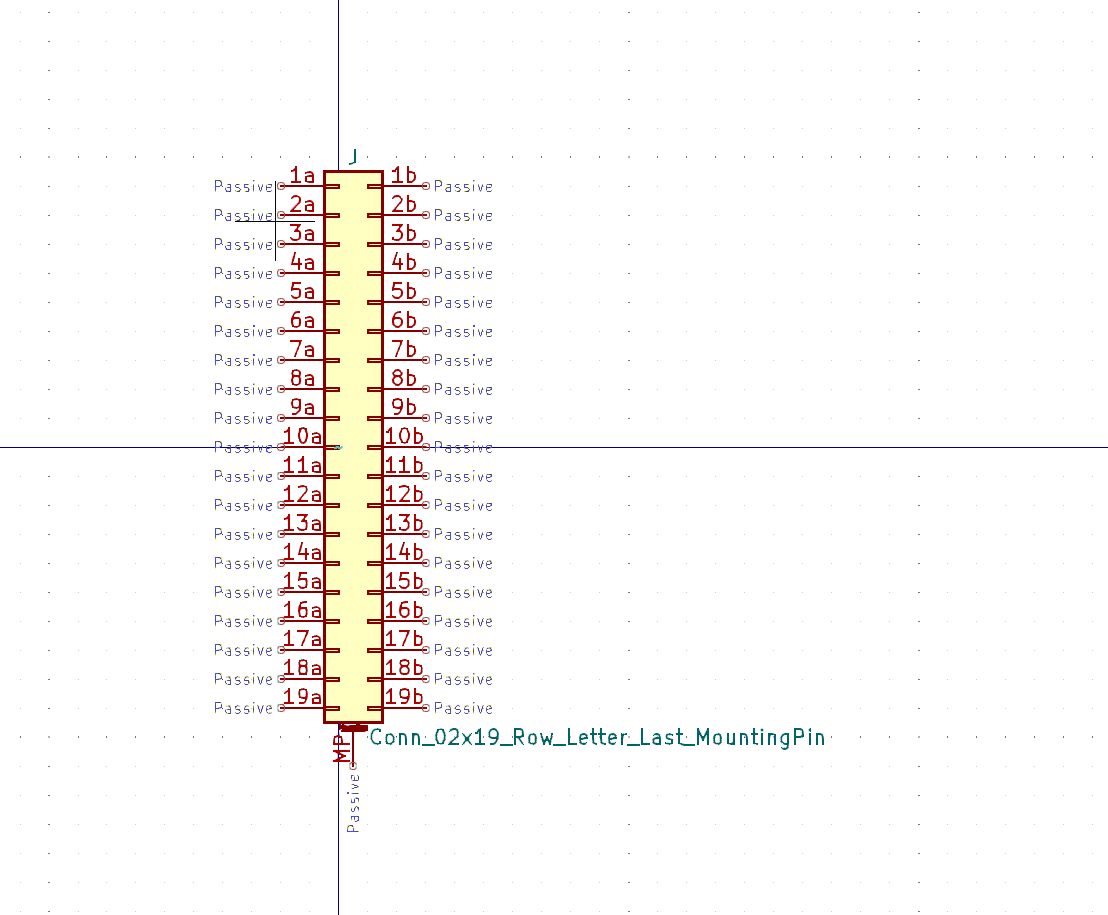 J
Passive 1a 1b Passive
Passive 2a 2b Passive
Passive 3a 3b Passive
Passive 4a 4b Passive
Passive 5a 5b Passive
Passive 6a 6b Passive
Passive 7a 7b Passive
Passive 8a 8b Passive
Passive 9a 9b Passive
Passive 10a 10b Passive
Passive 11a 11b Passive
Passive 12a 12b Passive
Passive 13a 13b Passive
Passive 14a 14b Passive
Passive 15a 15b Passive
Passive 16a 16b Passive
Passive 17a 17b Passive
Passive 18a 18b Passive
Passive 19a 19b Passive
MP Conn_02x19_Row_Letter_Last_MountingPin
Passive